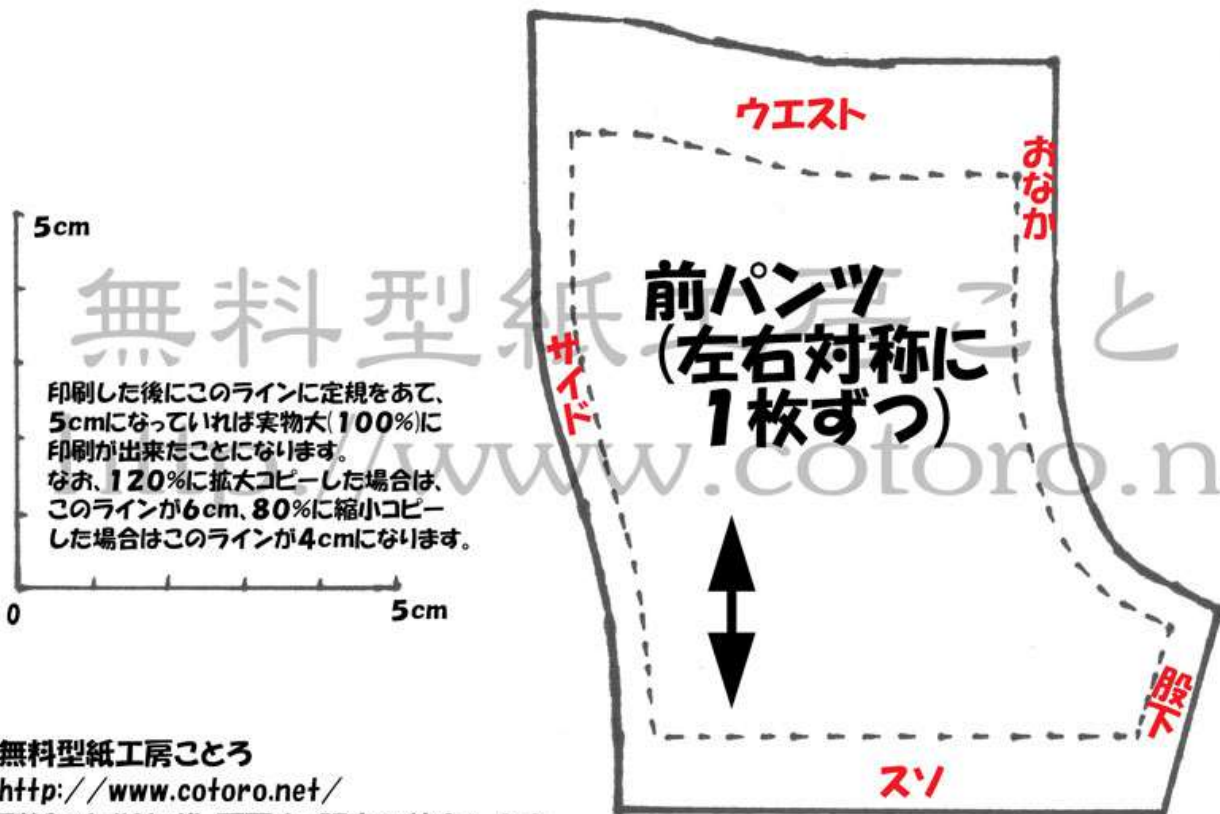 ウエスト
おなか
5cm
前パンツ
(左右対称に
1枚ずつ)
無料型紙工房こと
サイド
印刷した後にこのラインに定規をあて、
5cmになっていれば実物大(100%)に
印刷が出来たことになります。
なお、120%に拡大コピーした場合は、
このラインが6cm、80%に縮小コピー
した場合はこのラインが4cmになります。
http://www.cotoro.n
0
5cm
股下
無料型紙工房ことろ
http://www.cotoro.net/
スソ